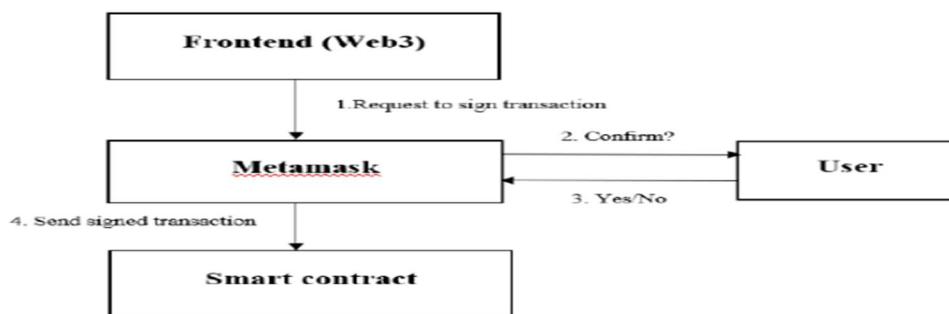 Frontend (Web3)
1.Request to sign transaction
2. Confirm?
Metamask
User
3. Yes/No
4. Send signed transaction
Smart contract